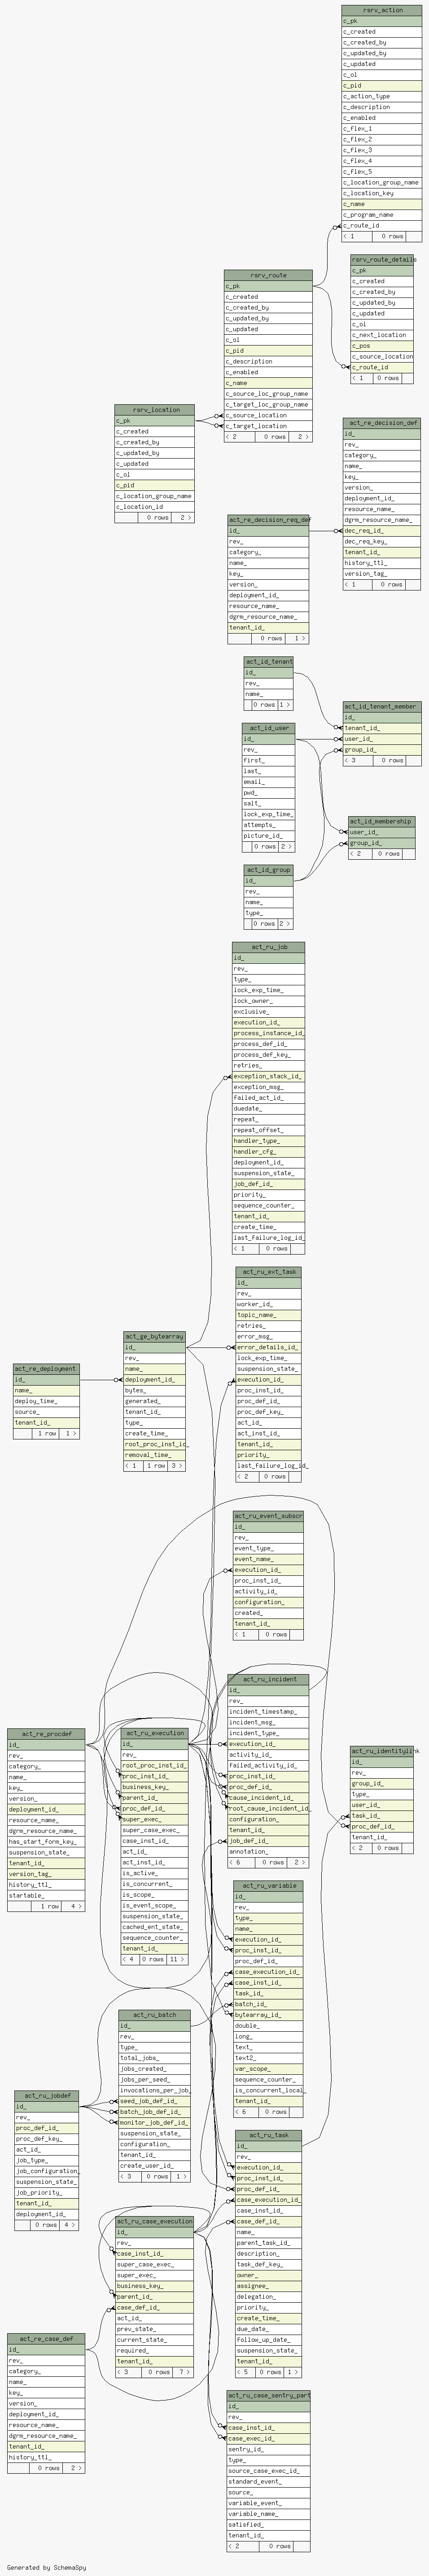 rsrv_action
c_pk
c_created
c_created_by
c_updated_by
c_updated
c_ol
c_pid
c_action_type
c_description
c_enabled
c_flex_1
c_flex_2
c_flex_3
c_flex_4
c_flex_5
c_location_group_name
c_location_key
c_name
c_program_name
c_route_id
< 1 0 rows
rsrv_route_details
c_pk
c_created
c_created_by
c_updated_by
c_updated
c_ol
c_next_location
c_pos
c_source_location
c_route_id
< 1 0 rows
rsrv_route
c_pk
c_created
c_created_by
c_updated_by
c_updated
c_ol
c_pid
c_description
c_enabled
c_name
c_source_loc_group_name
c_target_loc_group_name
c_source_location
c_target_location
< 2 0 rows 2 >
rsrv_location
c_pk
c_created
c_created_by
c_updated_by
c_updated
c_ol
c_pid
c_location_group_name
c_location_id
0 rows 2 >
act_re_decision_def
id_
rev_
category_
name_
key_
version_
deployment_id_
resource_name_
dgrm_resource_name_
dec_req_id_
dec_req_key_
tenant_id_
history_ttl_
version_tag_
< 1 0 rows
act_re_decision_req_def
id_
rev_
category_
name_
key_
version_
deployment_id_
resource_name_
dgrm_resource_name_
tenant_id_
0 rows 1 >
act_id_tenant
id_
rev_
name_
0 rows 1 >
act_id_tenant_member
id_
tenant_id_
user_id_
group_id_
< 3 0 rows
act_id_user
id_
rev_
first_
last_
email_
pwd_
salt_
lock_exp_time_
attempts_
picture_id_
0 rows 2 >
act_id_membership
user_id_
group_id_
< 2 0 rows
act_id_group
id_
rev_
name_
type_
0 rows 2 >
act_ru_job
id_
rev_
type_
lock_exp_time_
lock_owner_
exclusive_
execution_id_
process_instance_id_
process_def_id_
process_def_key_
retries_
exception_stack_id_
exception_msg_
failed_act_id_
duedate_
repeat_
repeat_offset_
handler_type_
handler_cfg_
deployment_id_
suspension_state_
job_def_id_
priority_
sequence_counter_
tenant_id_
create_time_
last_failure_log_id_
< 1 0 rows
act_ru_ext_task
id_
rev_
worker_id_
topic_name_
retries_
error_msg_
error_details_id_
lock_exp_time_
suspension_state_
execution_id_
proc_inst_id_
proc_def_id_
proc_def_key_
act_id_
act_inst_id_
tenant_id_
priority_
last_failure_log_id_
< 2 0 rows
act_ge_bytearray
id_
rev_
name_
deployment_id_
bytes_
generated_
tenant_id_
type_
create_time_
root_proc_inst_id_
removal_time_
< 1 1 row 3 >
act_re_deployment
id_
name_
deploy_time_
source_
tenant_id_
1 row 1 >
act_ru_event_subscr
id_
rev_
event_type_
event_name_
execution_id_
proc_inst_id_
activity_id_
configuration_
created_
tenant_id_
< 1 0 rows
act_ru_incident
id_
rev_
incident_timestamp_
incident_msg_
incident_type_
execution_id_
activity_id_
failed_activity_id_
proc_inst_id_
proc_def_id_
cause_incident_id_
root_cause_incident_id_
configuration_
tenant_id_
job_def_id_
annotation_
< 6 0 rows 2 >
act_re_procdef
id_
rev_
category_
name_
key_
version_
deployment_id_
resource_name_
dgrm_resource_name_
has_start_form_key_
suspension_state_
tenant_id_
version_tag_
history_ttl_
startable_
1 row 4 >
act_ru_execution
id_
rev_
root_proc_inst_id_
proc_inst_id_
business_key_
parent_id_
proc_def_id_
super_exec_
super_case_exec_
case_inst_id_
act_id_
act_inst_id_
is_active_
is_concurrent_
is_scope_
is_event_scope_
suspension_state_
cached_ent_state_
sequence_counter_
tenant_id_
< 4 0 rows 11 >
act_ru_identitylink
id_
rev_
group_id_
type_
user_id_
task_id_
proc_def_id_
tenant_id_
< 2 0 rows
act_ru_variable
id_
rev_
type_
name_
execution_id_
proc_inst_id_
proc_def_id_
case_execution_id_
case_inst_id_
task_id_
batch_id_
bytearray_id_
double_
long_
text_
text2_
var_scope_
sequence_counter_
is_concurrent_local_
tenant_id_
< 6 0 rows
act_ru_batch
id_
rev_
type_
total_jobs_
jobs_created_
jobs_per_seed_
invocations_per_job_
seed_job_def_id_
batch_job_def_id_
monitor_job_def_id_
suspension_state_
configuration_
tenant_id_
create_user_id_
< 3 0 rows 1 >
act_ru_jobdef
id_
rev_
proc_def_id_
proc_def_key_
act_id_
job_type_
job_configuration_
suspension_state_
job_priority_
tenant_id_
deployment_id_
0 rows 4 >
act_ru_task
id_
rev_
execution_id_
proc_inst_id_
proc_def_id_
case_execution_id_
case_inst_id_
case_def_id_
name_
parent_task_id_
description_
task_def_key_
owner_
assignee_
delegation_
priority_
create_time_
due_date_
follow_up_date_
suspension_state_
tenant_id_
< 5 0 rows 1 >
act_ru_case_execution
id_
rev_
case_inst_id_
super_case_exec_
super_exec_
business_key_
parent_id_
case_def_id_
act_id_
prev_state_
current_state_
required_
tenant_id_
< 3 0 rows 7 >
act_re_case_def
id_
rev_
category_
name_
key_
version_
deployment_id_
resource_name_
dgrm_resource_name_
tenant_id_
history_ttl_
0 rows 2 >
act_ru_case_sentry_part
id_
rev_
case_inst_id_
case_exec_id_
sentry_id_
type_
source_case_exec_id_
standard_event_
source_
variable_event_
variable_name_
satisfied_
tenant_id_
< 2 0 rows
Generated by SchemaSpy